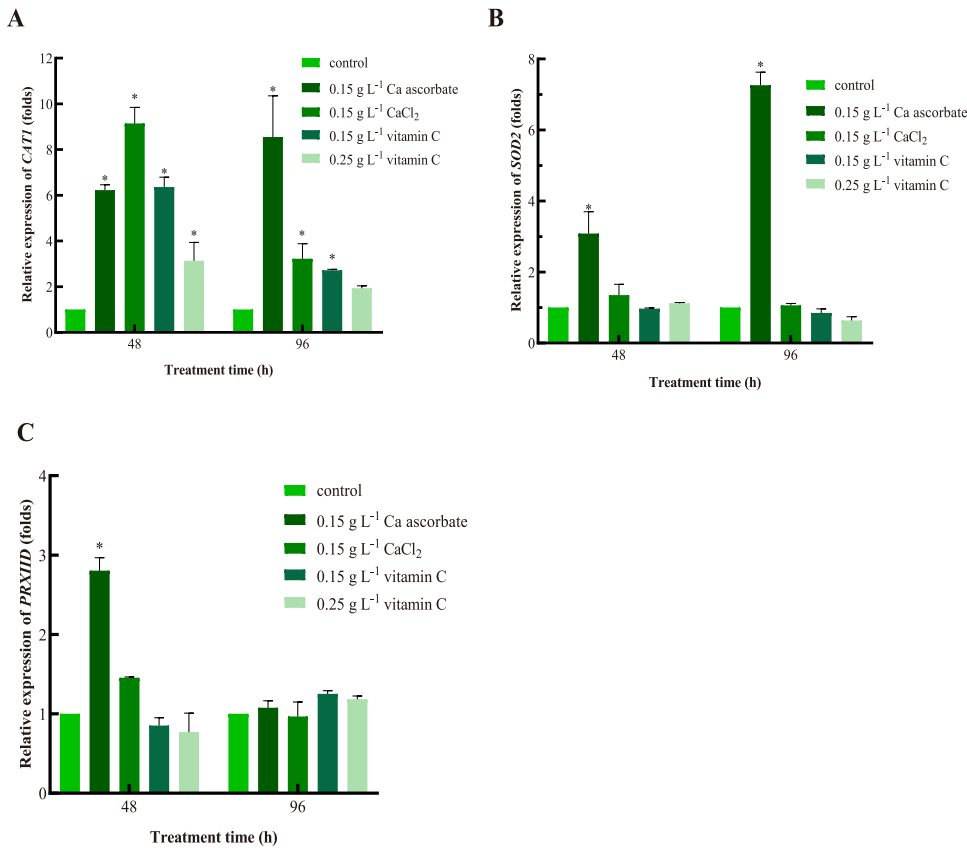 A
Relative expression of CAT1 (folds)
12
10
8
6
4
2
0
* * * * * * *
control
0.15 g L⁻¹ Ca ascorbate
0.15 g L⁻¹ CaCl₂
0.15 g L⁻¹ vitamin C
0.25 g L⁻¹ vitamin C
48 96
Treatment time (h)
B
Relative expression of SOD2 (folds)
8
6
4
2
0
* *
control
0.15 g L⁻¹ Ca ascorbate
0.15 g L⁻¹ CaCl₂
0.15 g L⁻¹ vitamin C
0.25 g L⁻¹ vitamin C
48 96
Treatment time (h)
C
Relative expression of PRXIID (folds)
4
3
2
1
0
*
control
0.15 g L⁻¹ Ca ascorbate
0.15 g L⁻¹ CaCl₂
0.15 g L⁻¹ vitamin C
0.25 g L⁻¹ vitamin C
48 96
Treatment time (h)